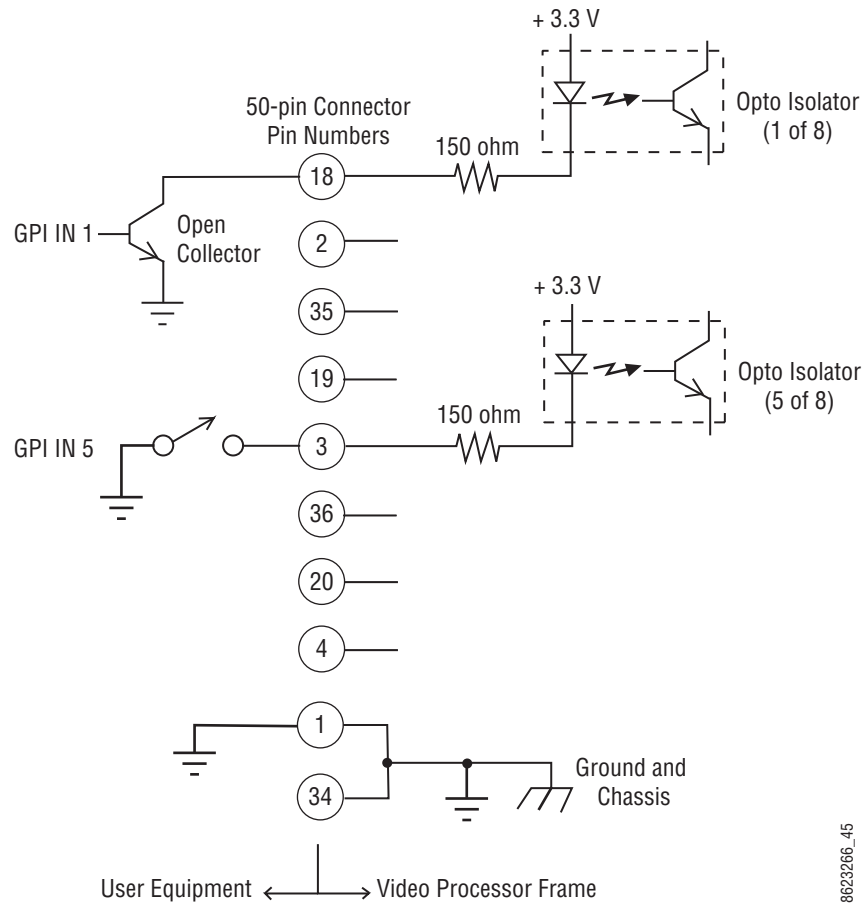 + 3.3 V
50-pin Connector
Pin Numbers
Opto Isolator
(1 of 8)
150 ohm
18
GPI IN 1
Open
Collector
2
35
+ 3.3 V
19
Opto Isolator
(5 of 8)
150 ohm
GPI IN 5
3
36
20
4
1
Ground and
Chassis
34
User Equipment
Video Processor Frame
8623266_45